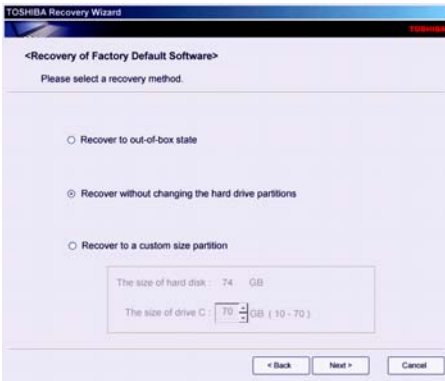 TOSHIBA Recovery Wizard
TOSHIBA
<Recovery of Factory Default Software>
Please select a recovery method.
Recover to out-of-box state
Recover without changing the hard drive partitions
Recover to a custom size partition
The size of hard disk : 74 GB
The size of drive C : 70 GB ( 10 - 70 )
< Back Next > Cancel